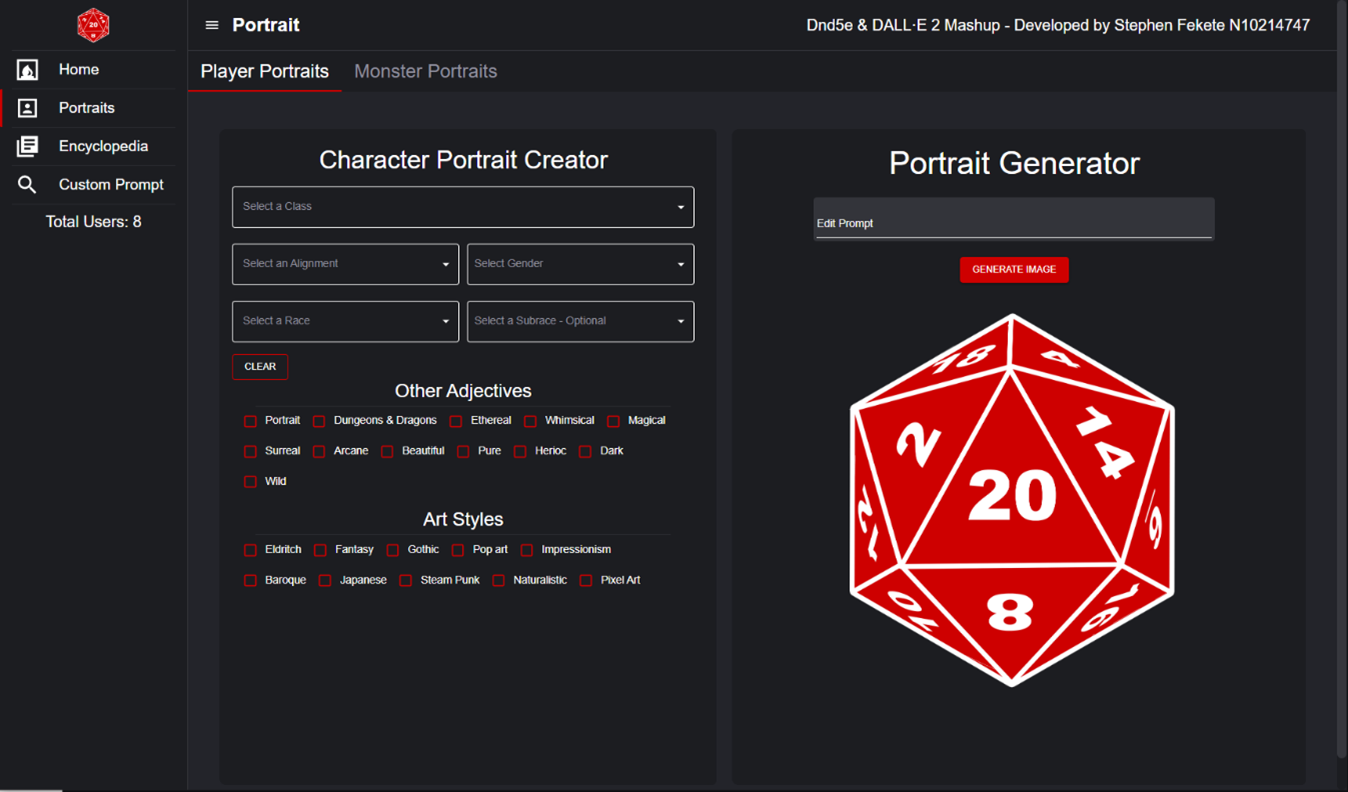 20
Home
Portraits
Encyclopedia
Custom Prompt
Total Users: 8
Portrait
Dnd5e & DALL·E 2 Mashup - Developed by Stephen Fekete N10214747
Player Portraits Monster Portraits
Character Portrait Creator
Select a Class
Select an Alignment Select Gender
Select a Race Select a Subrace - Optional
CLEAR
Other Adjectives
Portrait Dungeons & Dragons Ethereal Whimsical Magical
Surreal Arcane Beautiful Pure Herioc Dark
Wild
Art Styles
Eldritch Fantasy Gothic Pop art Impressionism
Baroque Japanese Steam Punk Naturalistic Pixel Art
Portrait Generator
Edit Prompt
GENERATE IMAGE
18 4
2 14
20
12 9
8
10 16